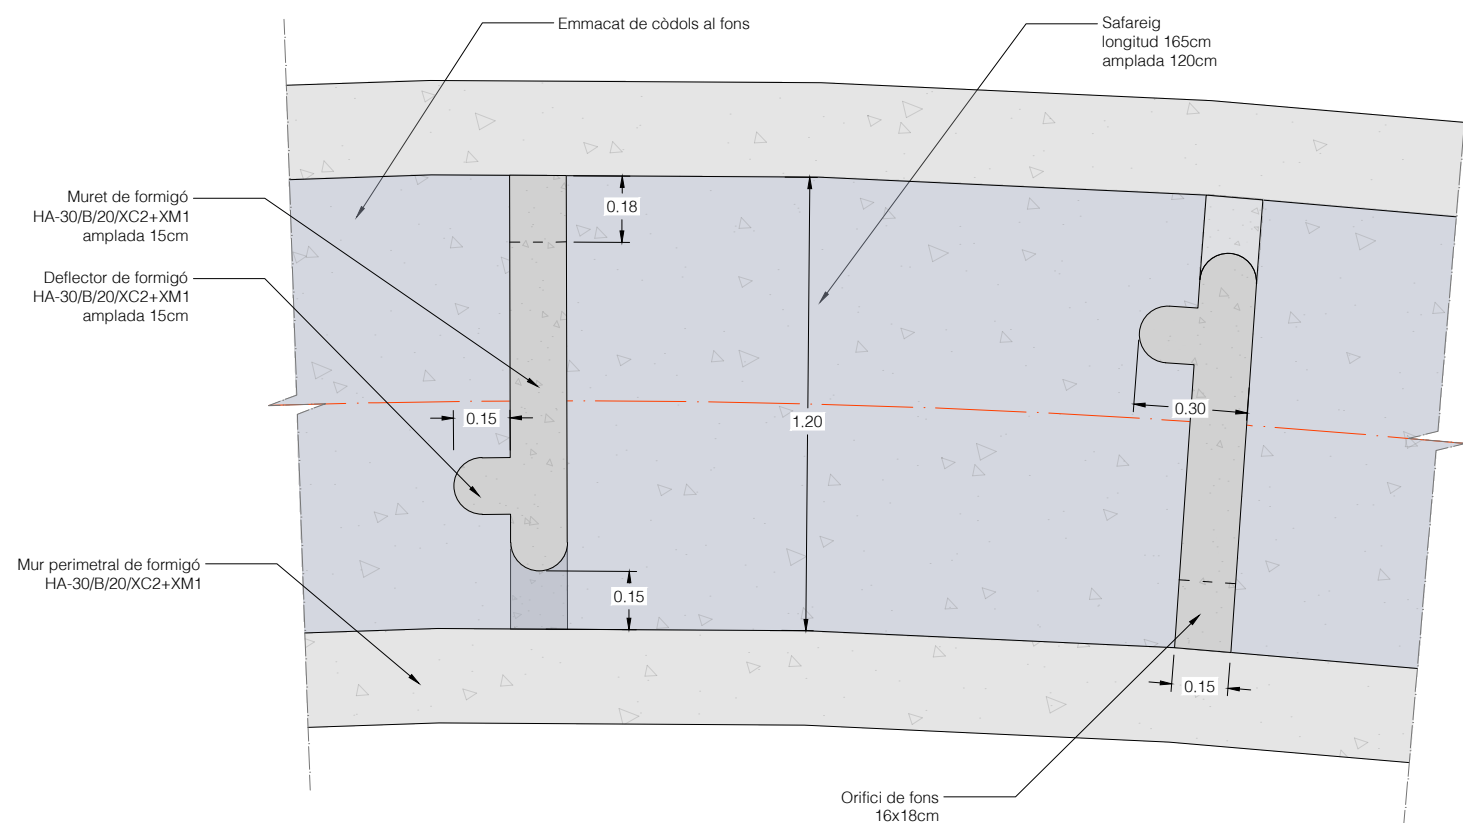 Emmacat de còdols al fons
Safareig
longitud 165cm
amplada 120cm
Muret de formigó
HA-30/B/20/XC2+XM1
amplada 15cm
0.18
Deflector de formigó
HA-30/B/20/XC2+XM1
amplada 15cm
0.15
1.20
0.30
Mur perimetral de formigó
HA-30/B/20/XC2+XM1
0.15
0.15
Orifici de fons
16x18cm